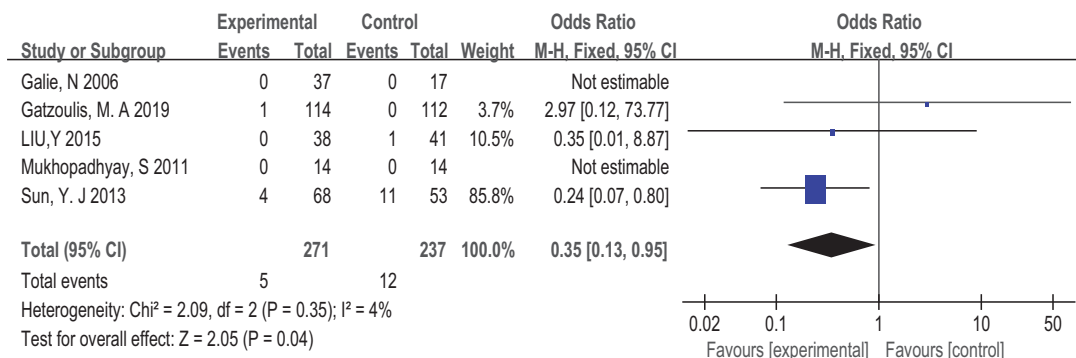 Experimental Control Odds Ratio Odds Ratio
Study or Subgroup Events Total Events Total Weight M-H, Fixed, 95% CI M-H, Fixed, 95% CI
Galie, N 2006 0 37 0 17 Not estimable
Gatzoulis, M. A 2019 1 114 0 112 3.7% 2.97 [0.12, 73.77]
LIU,Y 2015 0 38 1 41 10.5% 0.35 [0.01, 8.87]
Mukhopadhyay, S 2011 0 14 0 14 Not estimable
Sun, Y. J 2013 4 68 11 53 85.8% 0.24 [0.07, 0.80]
Total (95% CI) 271 237 100.0% 0.35 [0.13, 0.95]
Total events 5 12
Heterogeneity: Chi² = 2.09, df = 2 (P = 0.35); I² = 4%
Test for overall effect: Z = 2.05 (P = 0.04)
0.02 0.1 1 10 50
Favours [experimental] Favours [control]